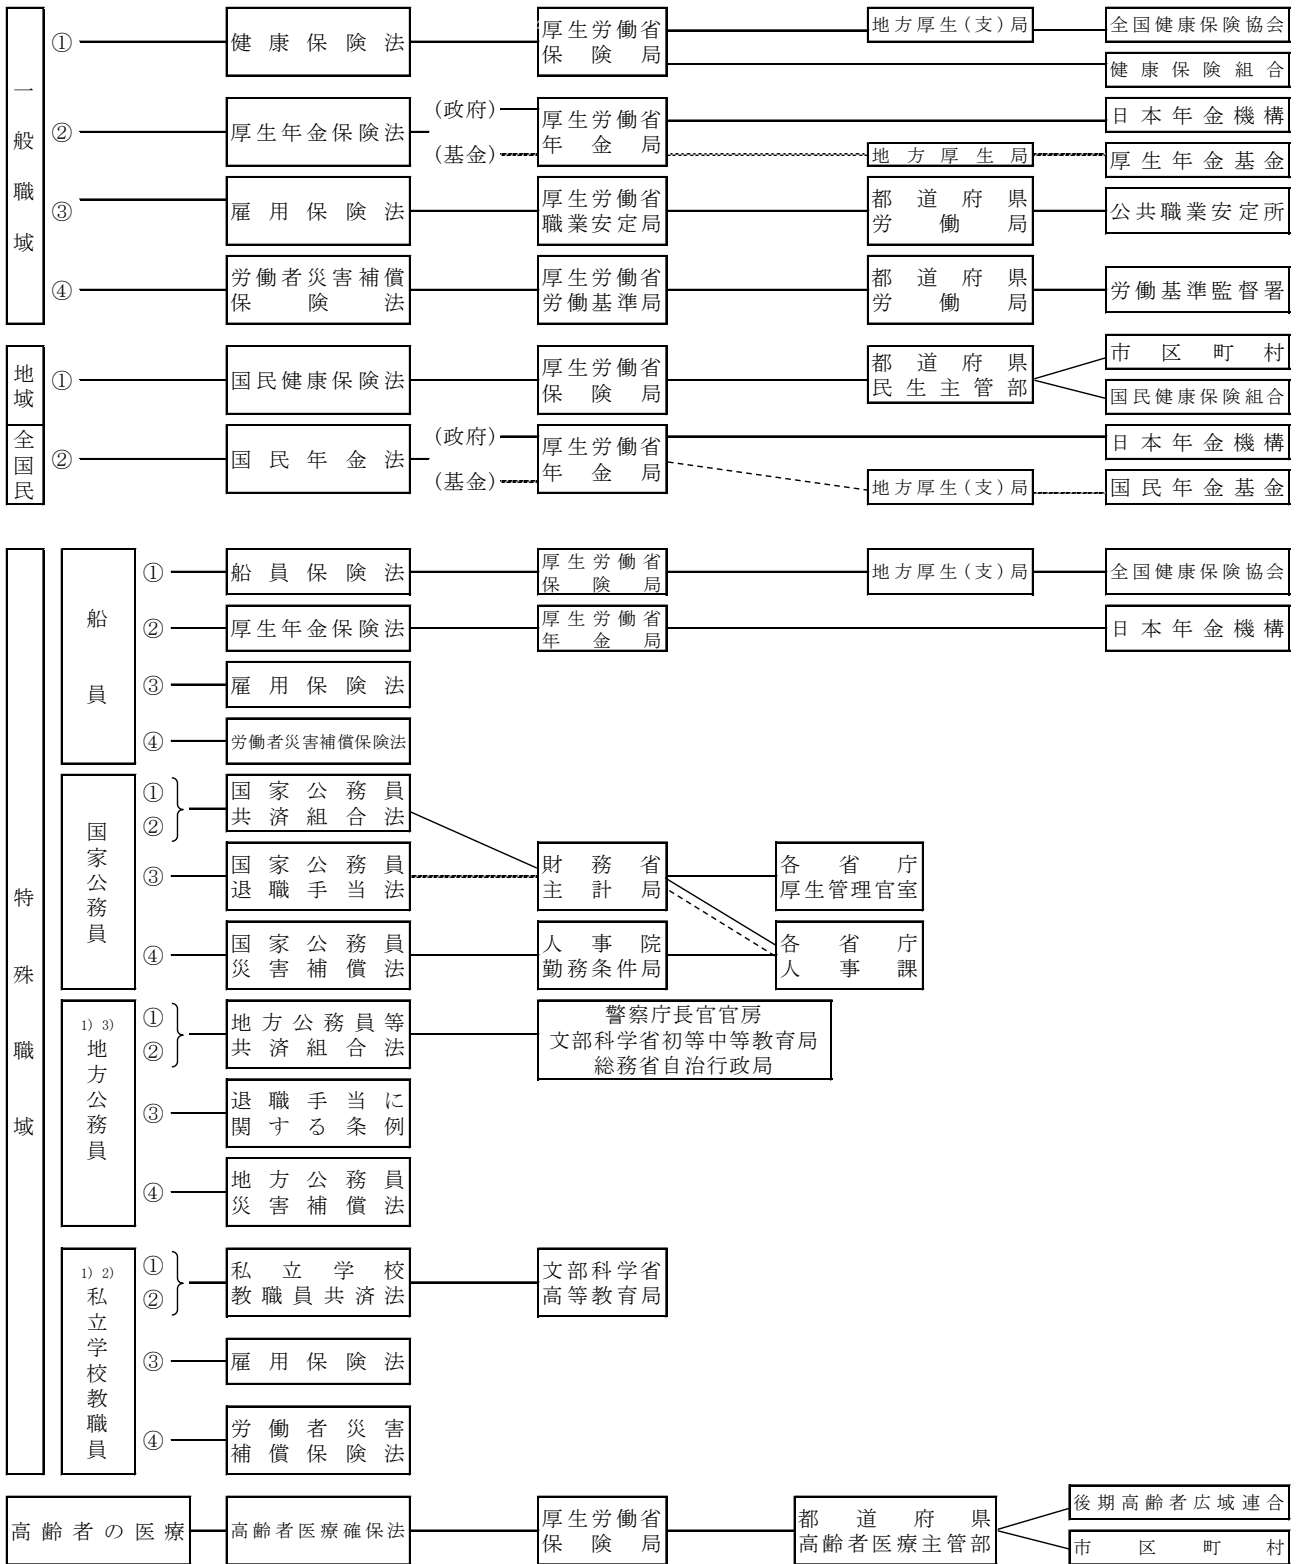 一般職域
① 健康保険法 厚生労働省保険局 地方厚生(支)局 全国健康保険協会
健康保険組合
② 厚生年金保険法 (政府) 厚生労働省年金局 日本年金機構
(基金) 地方厚生局 厚生年金基金
③ 雇用保険法 厚生労働省職業安定局 都道府県労働局 公共職業安定所
④ 労働者災害補償保険法 厚生労働省労働基準局 都道府県労働局 労働基準監督署
地域
① 国民健康保険法 厚生労働省保険局 都道府県民生主管部 市区町村
国民健康保険組合
全国民
② 国民年金法 (政府) 厚生労働省年金局 日本年金機構
(基金) 地方厚生(支)局 国民年金基金
特殊職域
船員
① 船員保険法 厚生労働省保険局 地方厚生(支)局 全国健康保険協会
② 厚生年金保険法 厚生労働省年金局 日本年金機構
③ 雇用保険法
④ 労働者災害補償保険法
国家公務員
①② 国家公務員共済組合法
③ 国家公務員退職手当法 財務省主計局 各省庁厚生管理官室
④ 国家公務員災害補償法 人事院勤務条件局 各省庁人事課
1) 3)
地方公務員
①② 地方公務員等共済組合法 警察庁長官官房
文部科学省初等中等教育局
総務省自治行政局
③ 退職手当に関する条例
④ 地方公務員災害補償法
1) 2)
私立学校教職員
①② 私立学校教職員共済法 文部科学省高等教育局
③ 雇用保険法
④ 労働者災害補償保険法
高齢者の医療 高齢者医療確保法 厚生労働省保険局 都道府県高齢者医療主管部 後期高齢者広域連合
市区町村